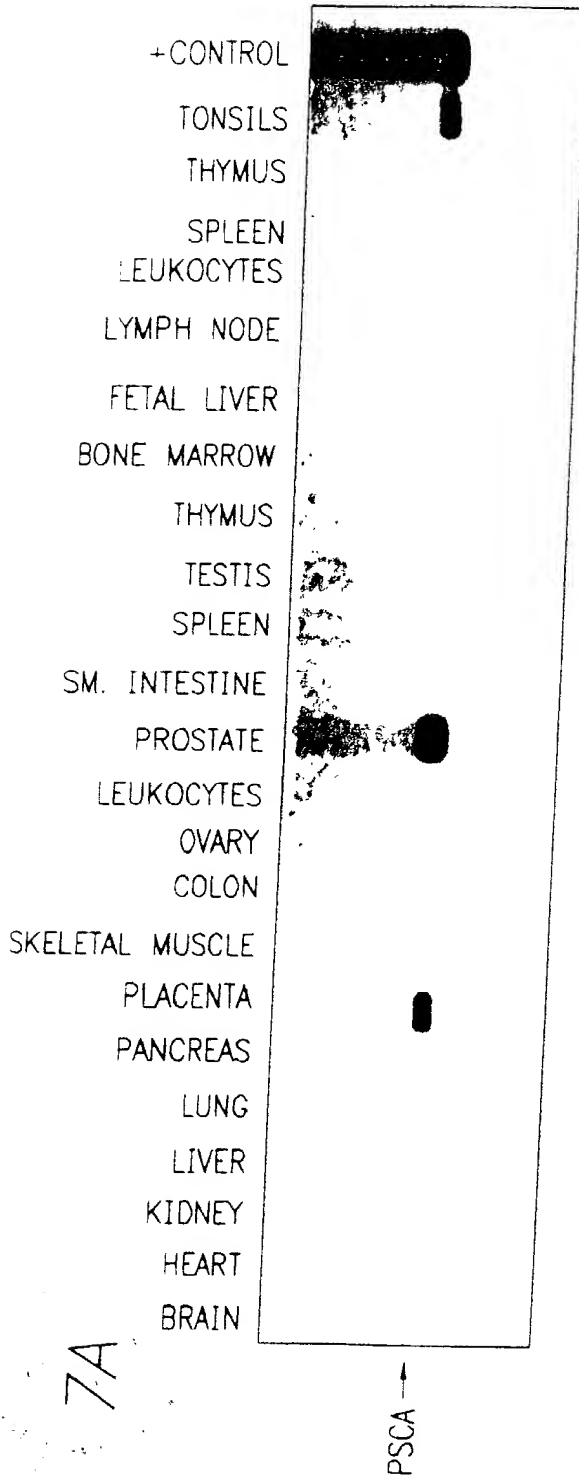 +CONTROL
TONSILS
THYMUS
SPLEEN
LEUKOCYTES
LYMPH NODE
FETAL LIVER
BONE MARROW
THYMUS
TESTIS
SPLEEN
SM. INTESTINE
PROSTATE
LEUKOCYTES
OVARY
COLON
SKELETAL MUSCLE
PLACENTA
PANCREAS
LUNG
LIVER
KIDNEY
HEART
BRAIN
7A
PSCA →